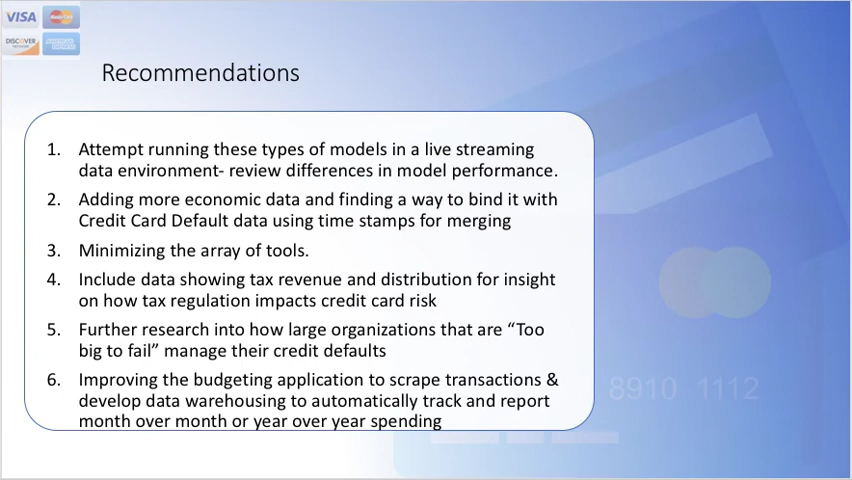 VISA
MasterCard
DISCOVER
NETWORK
AMERICAN
EXPRESS
Recommendations
1. Attempt running these types of models in a live streaming
data environment- review differences in model performance.
2. Adding more economic data and finding a way to bind it with
Credit Card Default data using time stamps for merging
3. Minimizing the array of tools.
4. Include data showing tax revenue and distribution for insight
on how tax regulation impacts credit card risk
5. Further research into how large organizations that are “Too
big to fail” manage their credit defaults
6. Improving the budgeting application to scrape transactions &
develop data warehousing to automatically track and report
month over month or year over year spending
8910 1112